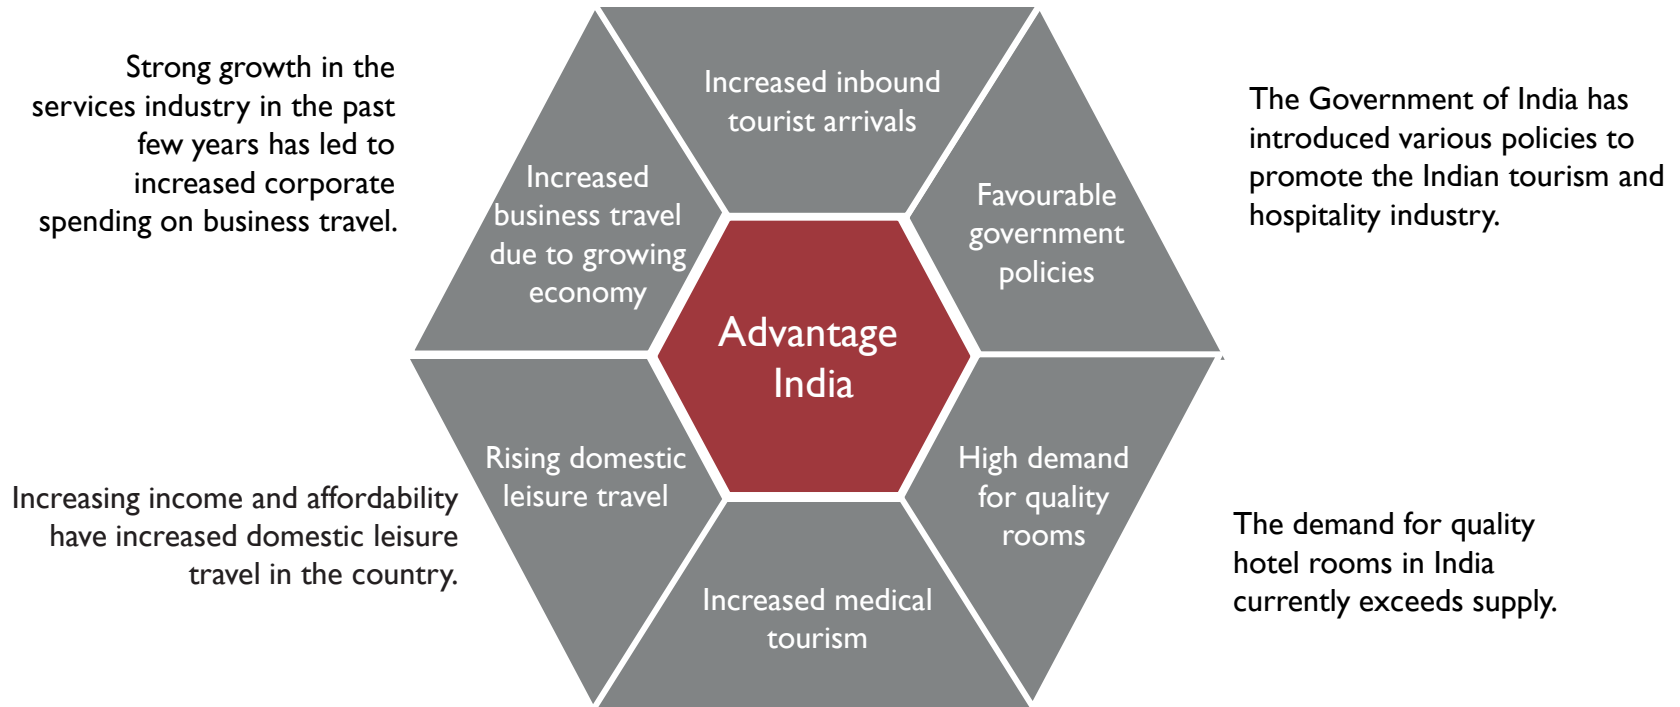 Strong growth in the
services industry in the past
few years has led to
increased corporate
spending on business travel.
Increased inbound
tourist arrivals
The Government of India has
introduced various policies to
promote the Indian tourism and
hospitality industry.
Increased
business travel
due to growing
economy
Favourable
government
policies
Advantage
India
Rising domestic
leisure travel
High demand
for quality
rooms
Increasing income and affordability
have increased domestic leisure
travel in the country.
The demand for quality
hotel rooms in India
currently exceeds supply.
Increased medical
tourism